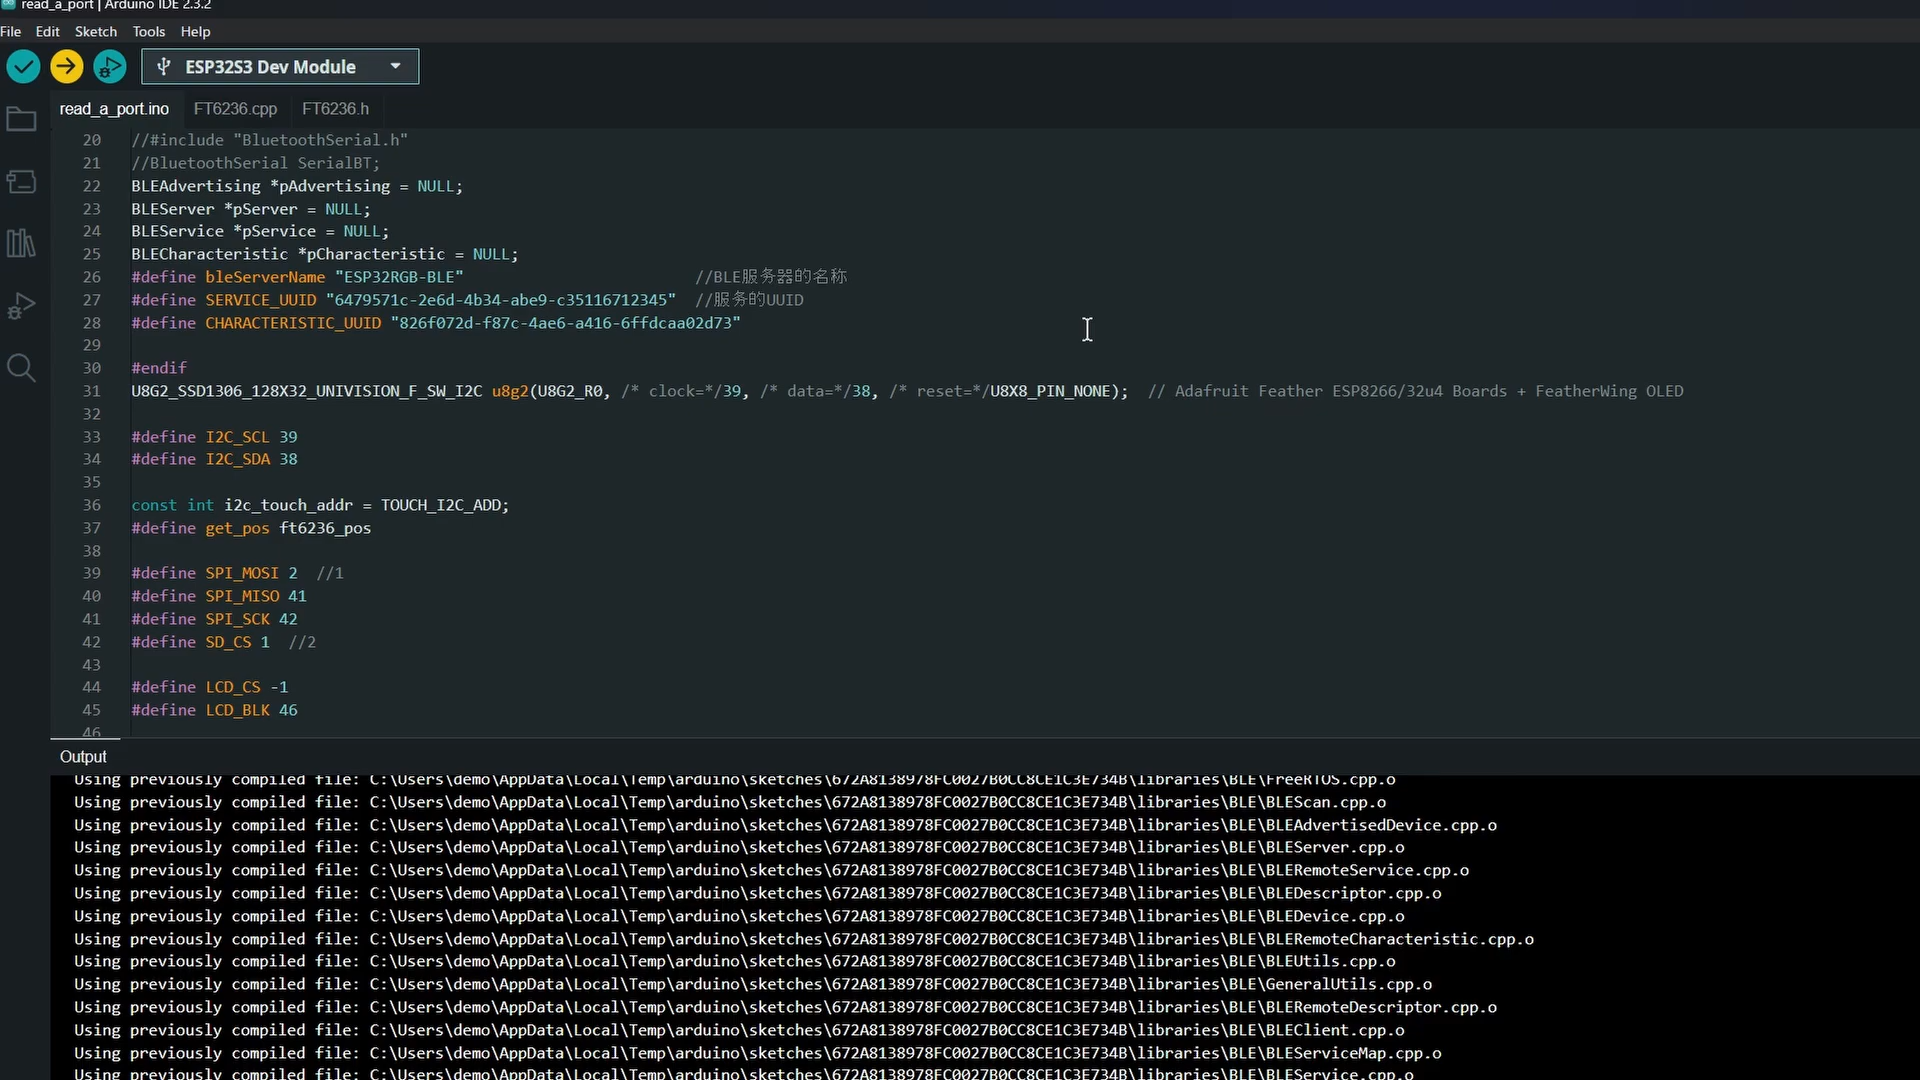 read_a_port | Arduino IDE 2.3.2
File Edit Sketch Tools Help
ESP32S3 Dev Module
read_a_port.ino FT6236.cpp FT6236.h
20 //#include "BluetoothSerial.h"
21 //BluetoothSerial SerialBT;
22 BLEAdvertising *pAdvertising = NULL;
23 BLEServer *pServer = NULL;
24 BLEService *pService = NULL;
25 BLECharacteristic *pCharacteristic = NULL;
26 #define bleServerName "ESP32RGB-BLE" //BLE服务器的名称
27 #define SERVICE_UUID "6479571c-2e6d-4b34-abe9-c35116712345" //服务的UUID
28 #define CHARACTERISTIC_UUID "826f072d-f87c-4ae6-a416-6ffdcaa02d73"
29
30 #endif
31 U8G2_SSD1306_128X32_UNIVISION_F_SW_I2C u8g2(U8G2_R0, /* clock=*/39, /* data=*/38, /* reset=*/U8X8_PIN_NONE); // Adafruit Feather ESP8266/32u4 Boards + FeatherWing OLED
32
33 #define I2C_SCL 39
34 #define I2C_SDA 38
35
36 const int i2c_touch_addr = TOUCH_I2C_ADD;
37 #define get_pos ft6236_pos
38
39 #define SPI_MOSI 2 //1
40 #define SPI_MISO 41
41 #define SPI_SCK 42
42 #define SD_CS 1 //2
43
44 #define LCD_CS -1
45 #define LCD_BLK 46
46
Output
Using previously compiled file: C:\Users\demo\AppData\Local\Temp\arduino\sketches\672A8138978FC0027B0CC8CE1C3E734B\libraries\BLE\FreeRTOS.cpp.o
Using previously compiled file: C:\Users\demo\AppData\Local\Temp\arduino\sketches\672A8138978FC0027B0CC8CE1C3E734B\libraries\BLE\BLEScan.cpp.o
Using previously compiled file: C:\Users\demo\AppData\Local\Temp\arduino\sketches\672A8138978FC0027B0CC8CE1C3E734B\libraries\BLE\BLEAdvertisedDevice.cpp.o
Using previously compiled file: C:\Users\demo\AppData\Local\Temp\arduino\sketches\672A8138978FC0027B0CC8CE1C3E734B\libraries\BLE\BLEServer.cpp.o
Using previously compiled file: C:\Users\demo\AppData\Local\Temp\arduino\sketches\672A8138978FC0027B0CC8CE1C3E734B\libraries\BLE\BLERemoteService.cpp.o
Using previously compiled file: C:\Users\demo\AppData\Local\Temp\arduino\sketches\672A8138978FC0027B0CC8CE1C3E734B\libraries\BLE\BLEDescriptor.cpp.o
Using previously compiled file: C:\Users\demo\AppData\Local\Temp\arduino\sketches\672A8138978FC0027B0CC8CE1C3E734B\libraries\BLE\BLEDevice.cpp.o
Using previously compiled file: C:\Users\demo\AppData\Local\Temp\arduino\sketches\672A8138978FC0027B0CC8CE1C3E734B\libraries\BLE\BLERemoteCharacteristic.cpp.o
Using previously compiled file: C:\Users\demo\AppData\Local\Temp\arduino\sketches\672A8138978FC0027B0CC8CE1C3E734B\libraries\BLE\BLEUtils.cpp.o
Using previously compiled file: C:\Users\demo\AppData\Local\Temp\arduino\sketches\672A8138978FC0027B0CC8CE1C3E734B\libraries\BLE\GeneralUtils.cpp.o
Using previously compiled file: C:\Users\demo\AppData\Local\Temp\arduino\sketches\672A8138978FC0027B0CC8CE1C3E734B\libraries\BLE\BLERemoteDescriptor.cpp.o
Using previously compiled file: C:\Users\demo\AppData\Local\Temp\arduino\sketches\672A8138978FC0027B0CC8CE1C3E734B\libraries\BLE\BLEClient.cpp.o
Using previously compiled file: C:\Users\demo\AppData\Local\Temp\arduino\sketches\672A8138978FC0027B0CC8CE1C3E734B\libraries\BLE\BLEServiceMap.cpp.o
Using previously compiled file: C:\Users\demo\AppData\Local\Temp\arduino\sketches\672A8138978FC0027B0CC8CE1C3E734B\libraries\BLE\BLEService.cpp.o